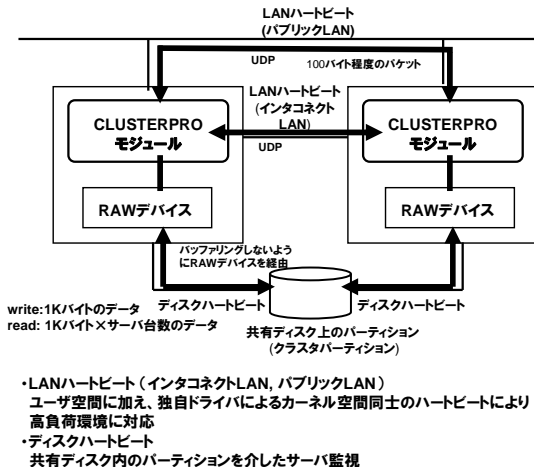 LANハートビート
(パブリックLAN)
UDP
100バイト程度のパケット
LANハートビート
(インタコネクト
LAN)
CLUSTERPRO
モジュール
CLUSTERPRO
モジュール
UDP
RAWデバイス
RAWデバイス
バッファリングしないよう
にRAWデバイスを経由
write:1Kバイトのデータ
read: 1Kバイト×サーバ台数のデータ
ディスクハートビート
ディスクハートビート
共有ディスク上のパーティション
(クラスタパーティション)
・LANハートビート（インタコネクトLAN, パブリックLAN）
ユーザ空間に加え、独自ドライバによるカーネル空間同士のハートビートにより
高負荷環境に対応
・ディスクハートビート
共有ディスク内のパーティションを介したサーバ監視